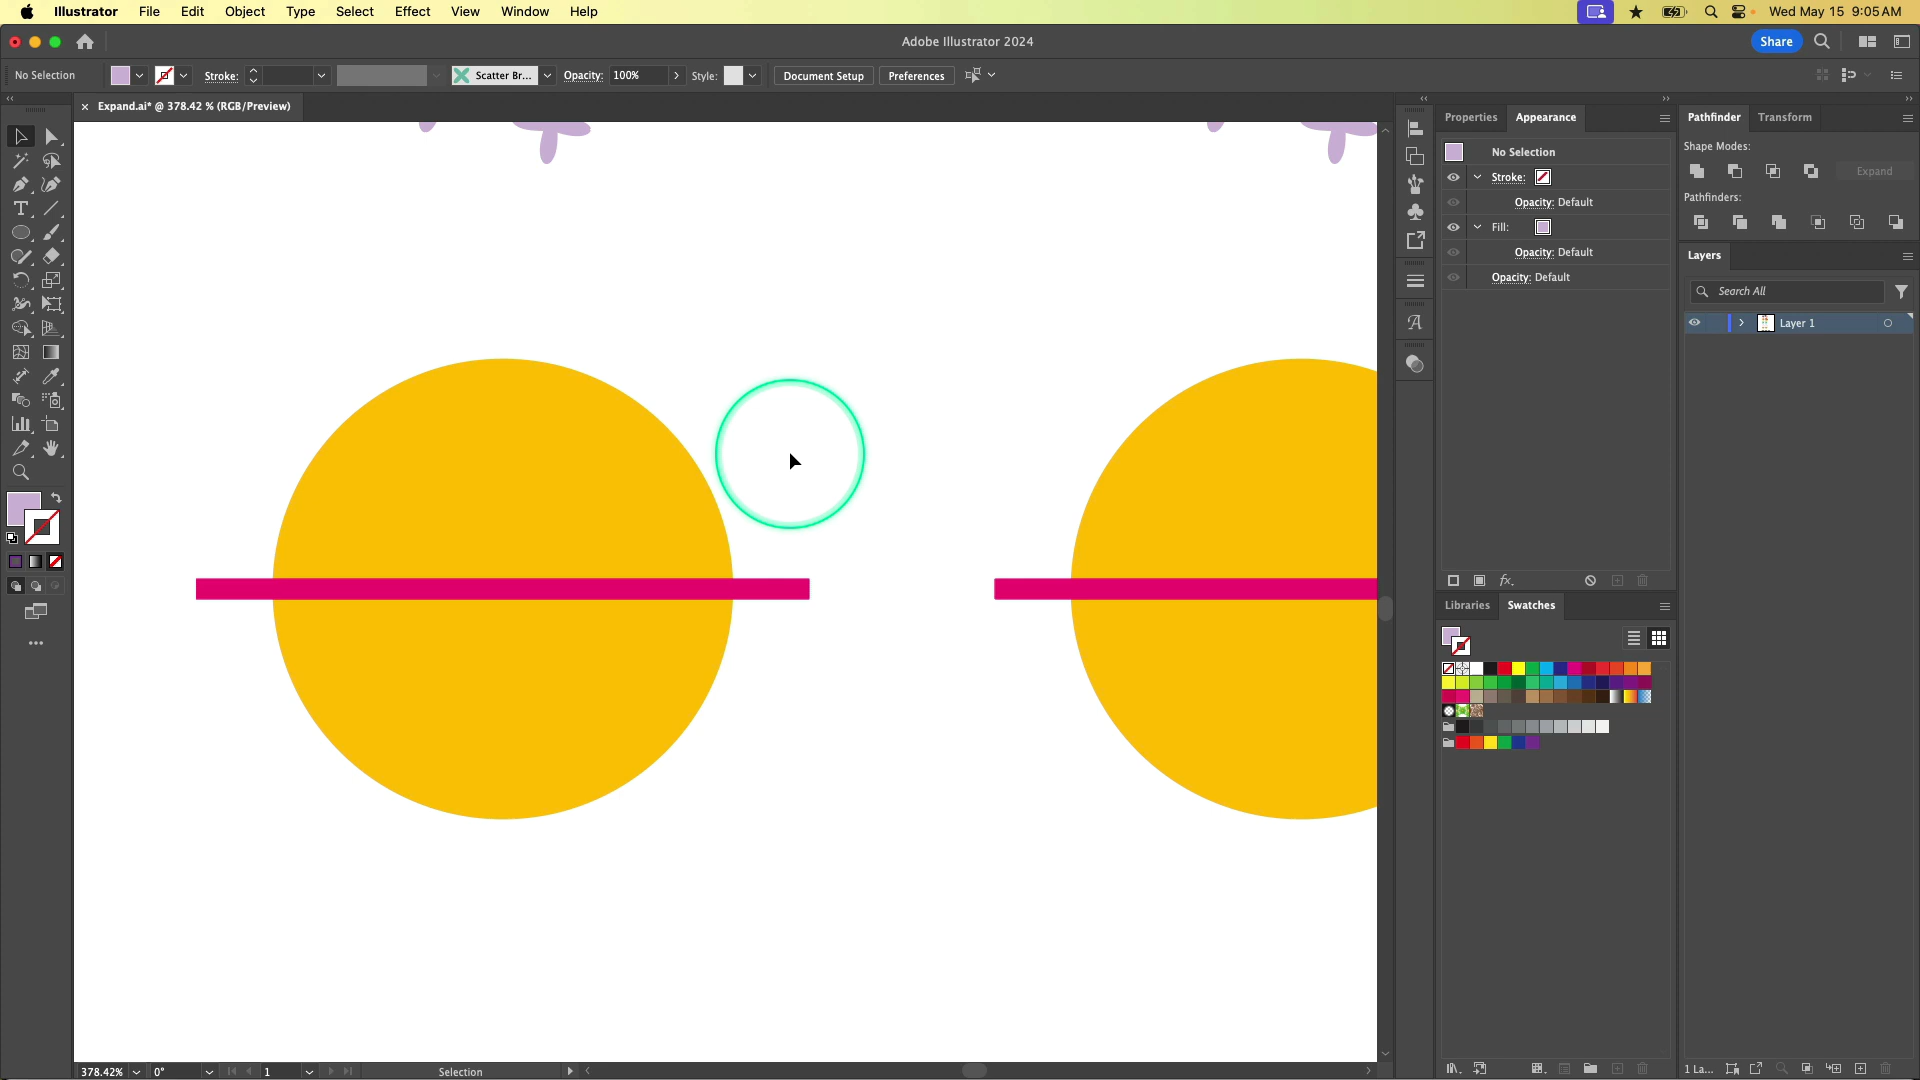 Illustrator File Edit Object Type Select Effect View Window Help Wed May 15 9:05 AM
Adobe Illustrator 2024 Share
No Selection Stroke: Scatter Br... Opacity: 100% Style: Document Setup Preferences
Expand.ai* @ 378.42 % (RGB/Preview)
Properties Appearance
No Selection
Stroke:
Opacity: Default
Fill:
Opacity: Default
Opacity: Default
Libraries Swatches
Pathfinder Transform
Shape Modes:
Expand
Pathfinders:
Layers
Search All
Layer 1
378.42% 0° 1 Selection
1 La...